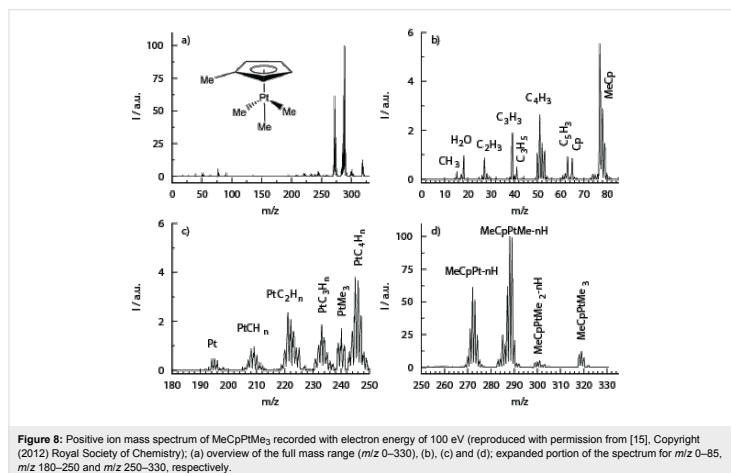 a)
100
75
50
25
0
I / a.u.
0 50 100 150 200 250 300
m/z
Me
Pt
Me Me
Me
b)
6
4
2
0
I / a.u.
0 10 20 30 40 50 60 70 80
m/z
CH3
H2O
C2H3
C3H3
C3H5
C4H3
C5H3
Cp
MeCp
c)
6
4
2
0
I / a.u.
180 190 200 210 220 230 240 250
m/z
Pt
PtCH n
PtC2Hn
PtC3Hn
PtMe3
PtC4Hn
d)
100
75
50
25
0
I / a.u.
250 260 270 280 290 300 310 320 330
m/z
MeCpPt-nH
MeCpPtMe-nH
MeCpPtMe 2-nH
MeCpPtMe 3
Figure 8: Positive ion mass spectrum of MeCpPtMe3 recorded with electron energy of 100 eV (reproduced with permission from [15], Copyright
(2012) Royal Society of Chemistry); (a) overview of the full mass range (m/z 0–330), (b), (c) and (d); expanded portion of the spectrum for m/z 0–85,
m/z 180–250 and m/z 250–330, respectively.